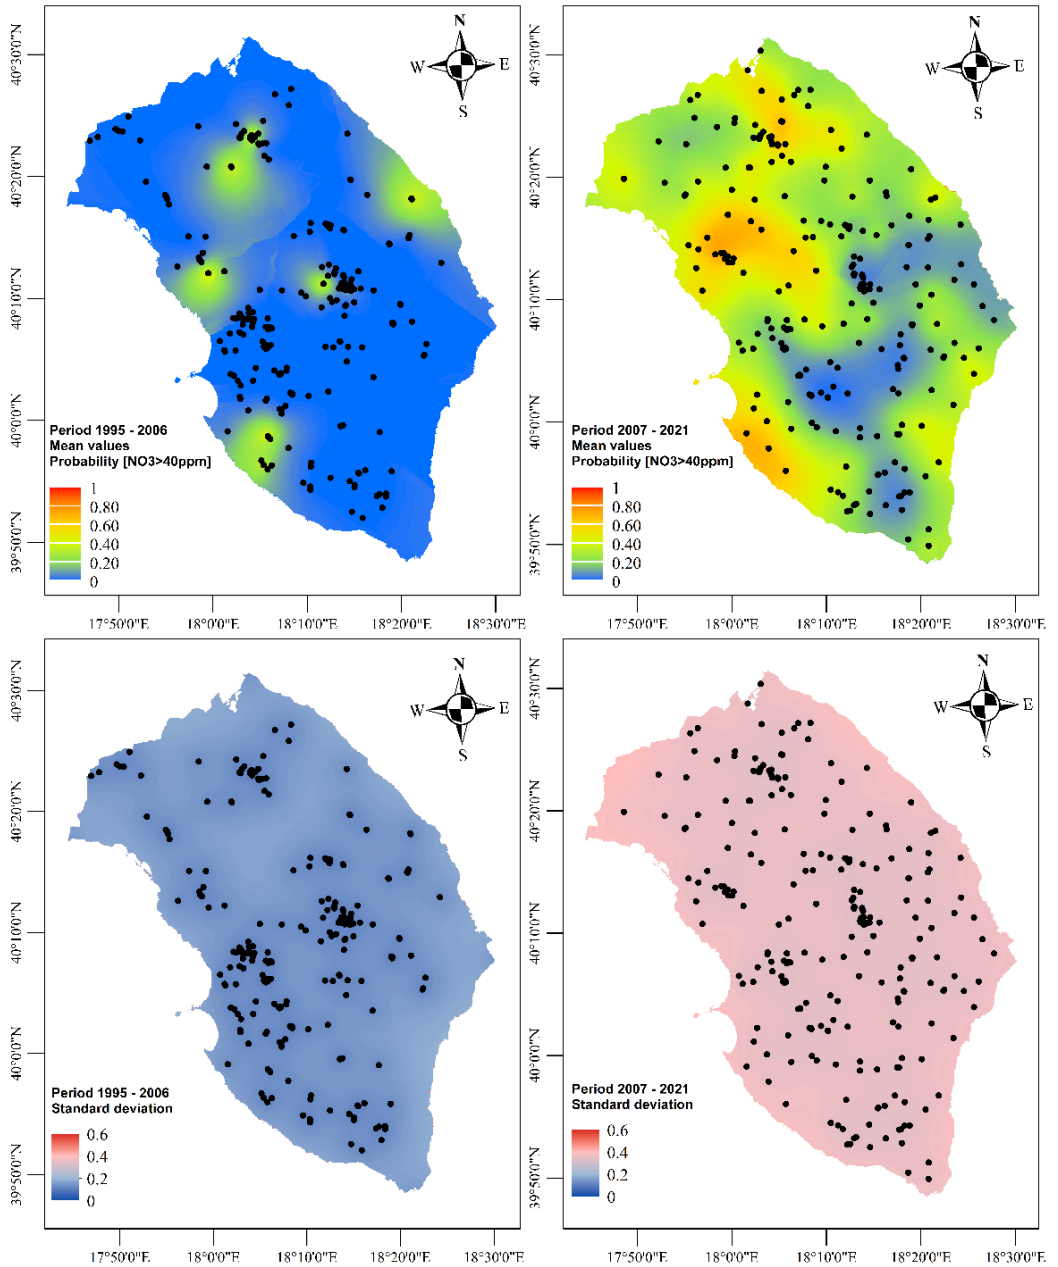 N
W
E
S
40°30'0"N
40°20'0"N
40°10'0"N
40°0'0"N
39°50'0"N
Period 1995 - 2006
Mean values
Probability [NO3>40ppm]
1
0.80
0.60
0.40
0.20
0
17°50'0"E 18°0'0"E 18°10'0"E 18°20'0"E 18°30'0"E
N
W
E
S
40°30'0"N
40°20'0"N
40°10'0"N
40°0'0"N
39°50'0"N
Period 2007 - 2021
Mean values
Probability [NO3>40ppm]
1
0.80
0.60
0.40
0.20
0
17°50'0"E 18°0'0"E 18°10'0"E 18°20'0"E 18°30'0"E
N
W
E
S
40°30'0"N
40°20'0"N
40°10'0"N
40°0'0"N
39°50'0"N
Period 1995 - 2006
Standard deviation
0.6
0.4
0.2
0
17°50'0"E 18°0'0"E 18°10'0"E 18°20'0"E 18°30'0"E
N
W
E
S
40°30'0"N
40°20'0"N
40°10'0"N
40°0'0"N
39°50'0"N
Period 2007 - 2021
Standard deviation
0.6
0.4
0.2
0
17°50'0"E 18°0'0"E 18°10'0"E 18°20'0"E 18°30'0"E